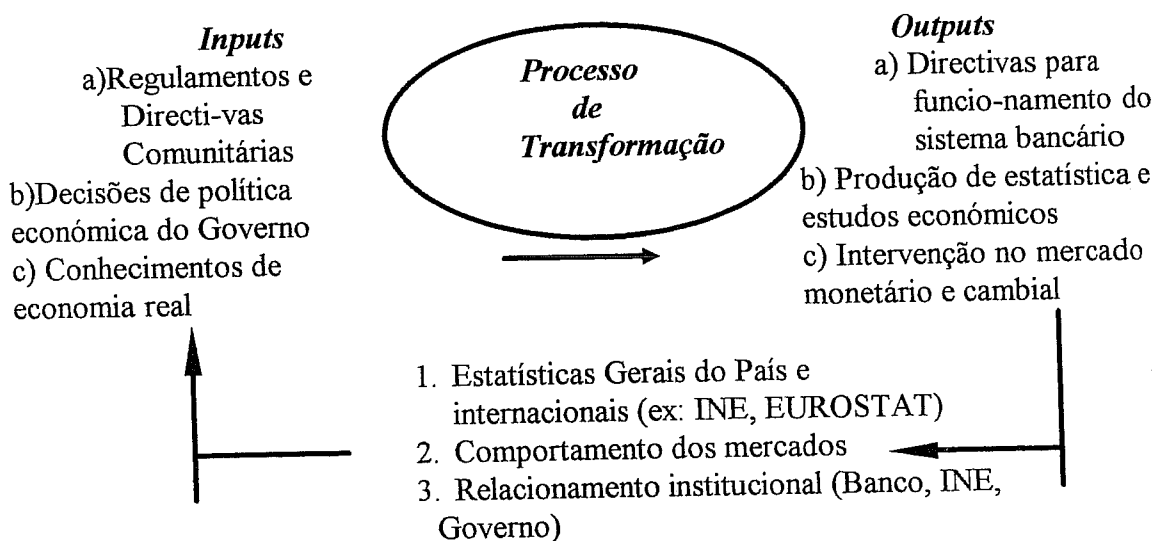 Inputs
a)Regulamentos e
Directi-vas
Comunitárias
b)Decisões de política
económica do Governo
c) Conhecimentos de
economia real
Processo
de
Transformação
Outputs
a) Directivas para
funcio-namento do
sistema bancário
b) Produção de estatística e
estudos económicos
c) Intervenção no mercado
monetário e cambial
1. Estatísticas Gerais do País e
internacionais (ex: INE, EUROSTAT)
2. Comportamento dos mercados
3. Relacionamento institucional (Banco, INE,
Governo)